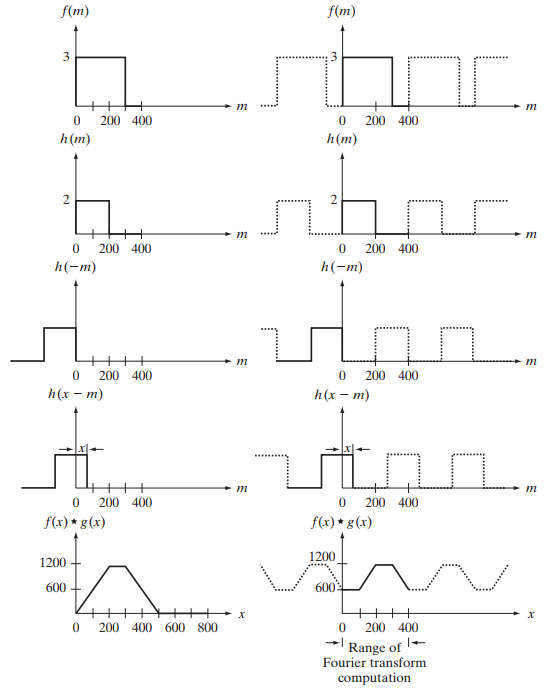 f(m) f(m)
3 3
m m
0 200 400 0 200 400
h(m) h(m)
2 2
m m
0 200 400 0 200 400
h(−m) h(−m)
m m
0 200 400 0 200 400
h(x − m) h(x − m)
x x
m m
0 200 400 0 200 400
f(x) ★ g(x) f(x) ★ g(x)
1200 1200
600 600
x x
0 200 400 600 800 0 200 400
Range of
Fourier transform
computation